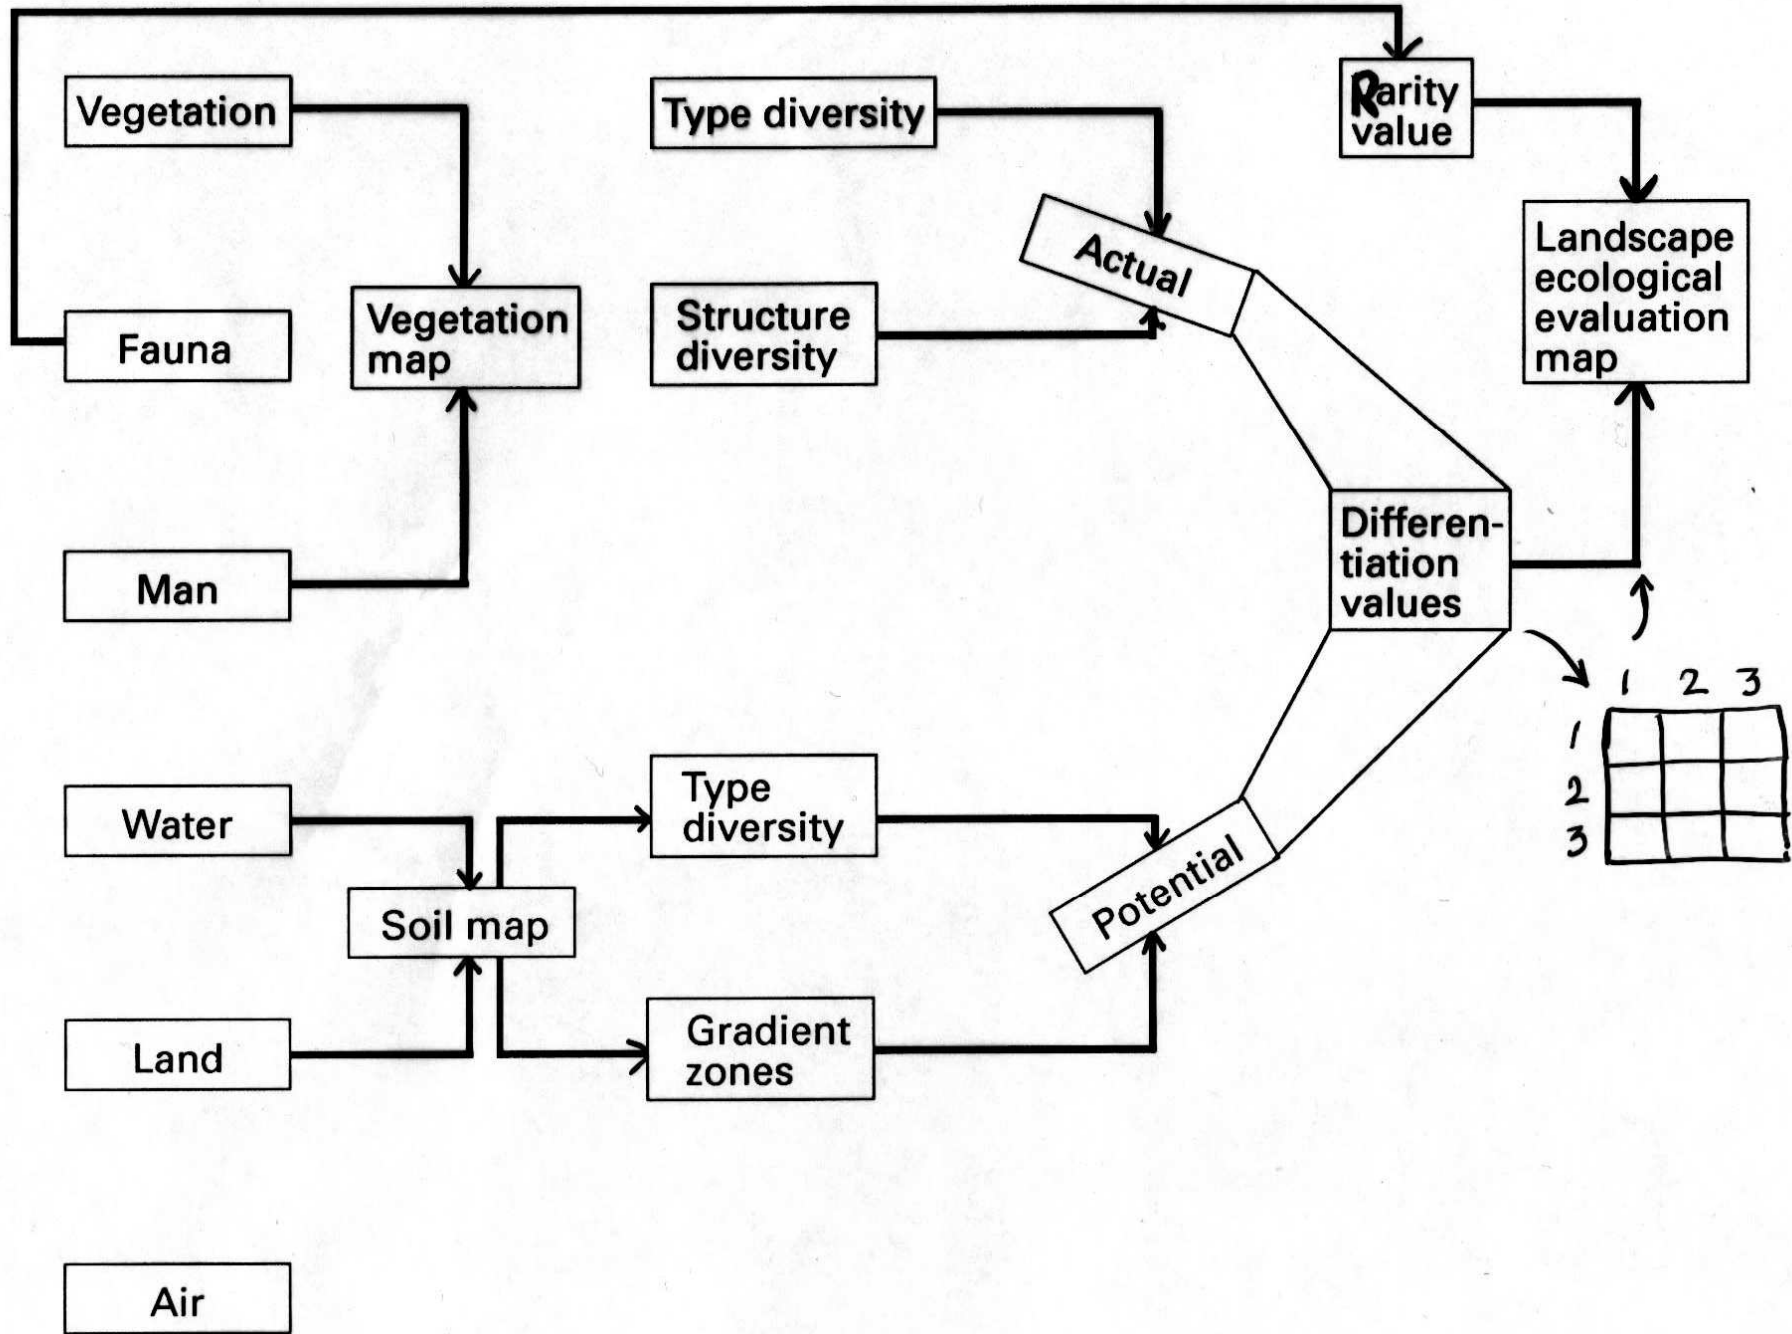 Vegetation
Type diversity
Rarity
value
Actual
Landscape
ecological
evaluation
map
Fauna
Vegetation
map
Structure
diversity
Differen-
tiation
values
Man
1 2 3
1
2
3
Water
Type
diversity
Potential
Soil map
Land
Gradient
zones
Air